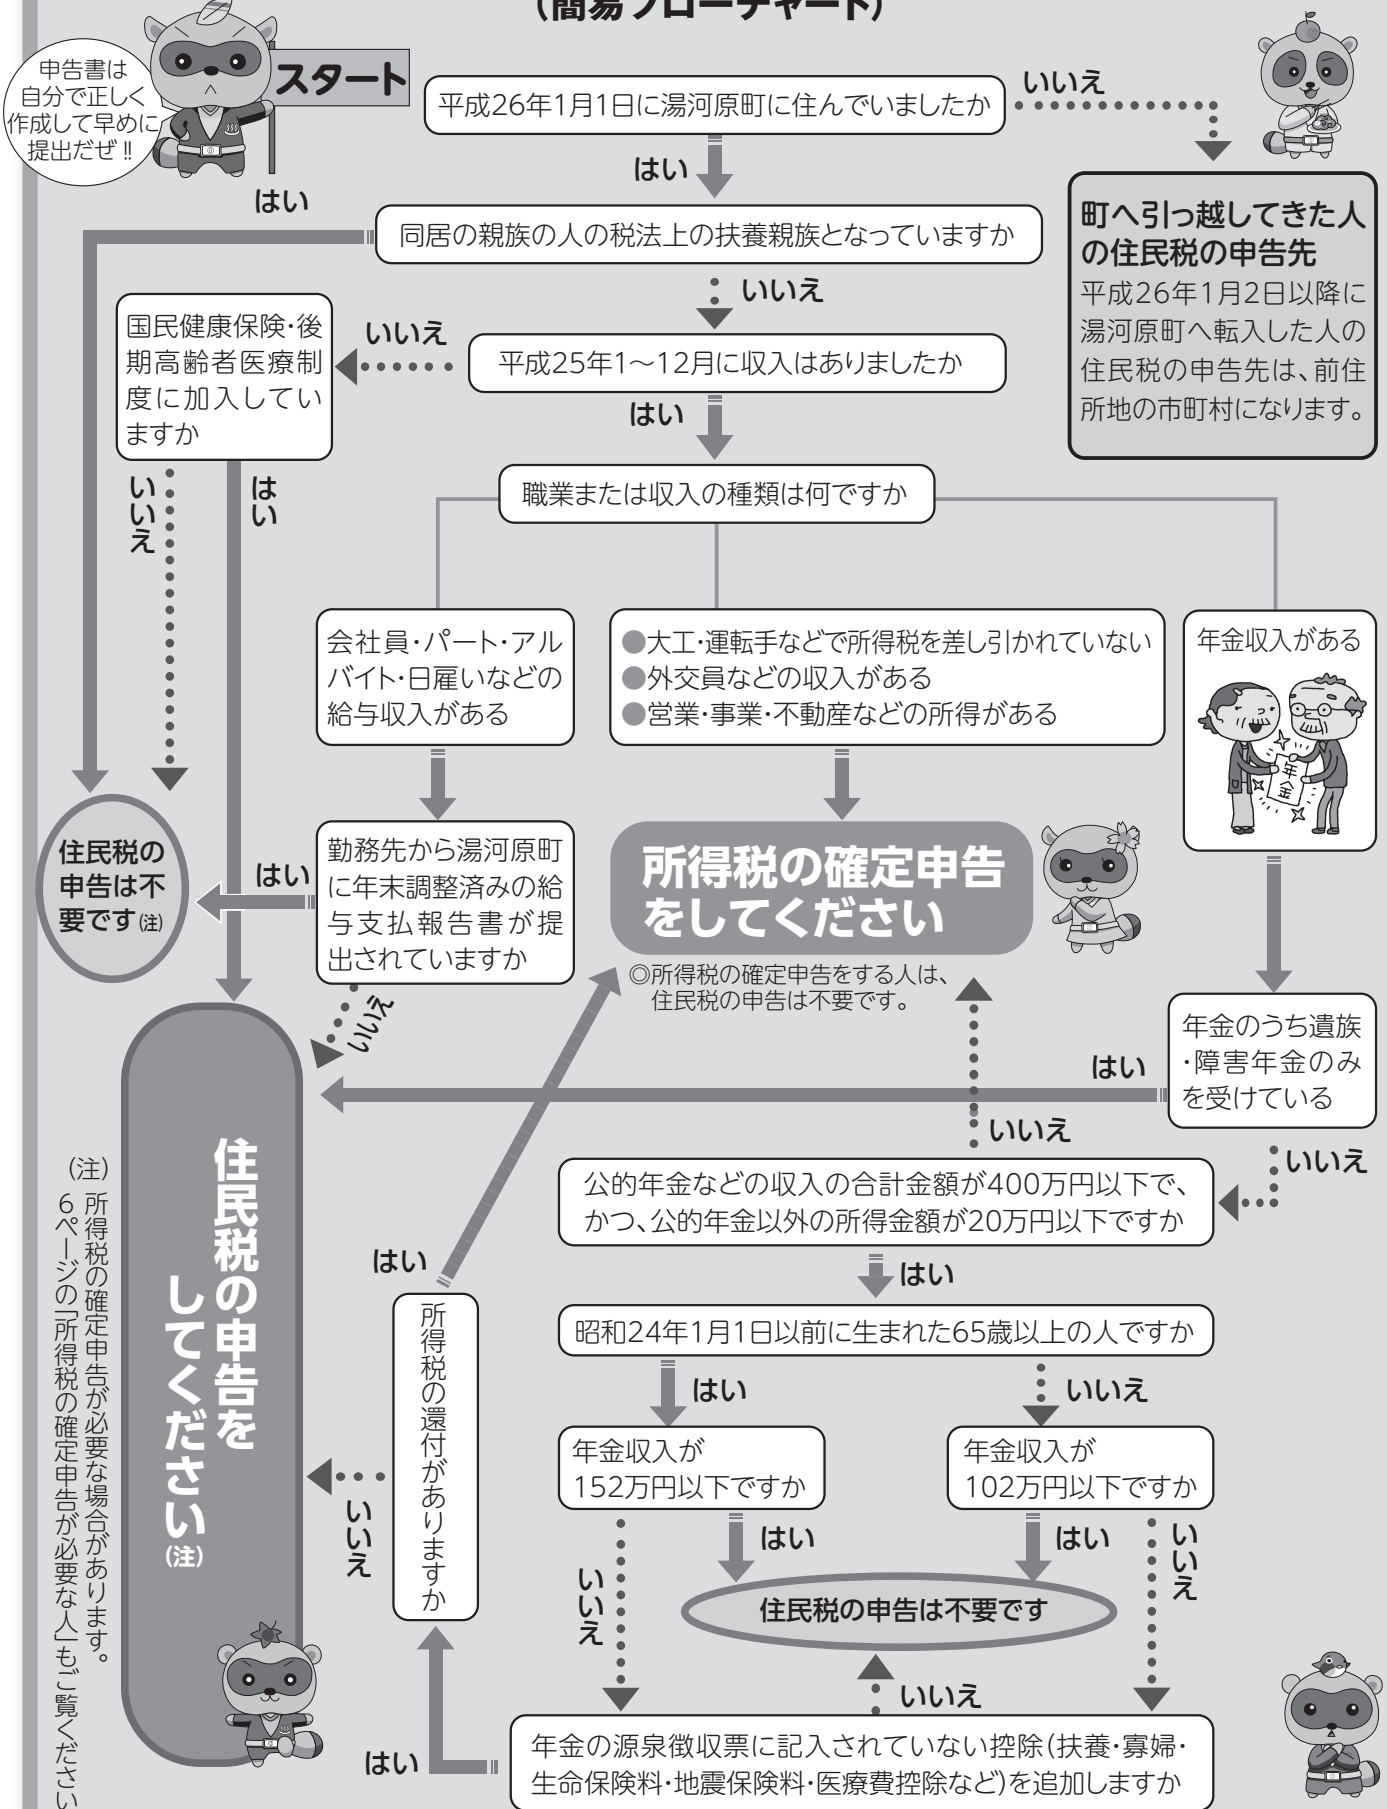 (簡易フローチャート)
申告書は
自分で正しく
作成して早めに
提出だぜ!!
スタート
平成26年1月1日に湯河原町に住んでいましたか
いいえ
はい
町へ引っ越してきた人
の住民税の申告先
平成26年1月2日以降に
湯河原町へ転入した人の
住民税の申告先は、前住
所地の市町村になります。
はい
同居の親族の人の税法上の扶養親族となっていますか
いいえ
平成25年1〜12月に収入はありましたか
いいえ
国民健康保険・後
期高齢者医療制
度に加入してい
ますか
いいえ
はい
はい
職業または収入の種類は何ですか
会社員・パート・アル
バイト・日雇いなどの
給与収入がある
●大工・運転手などで所得税を差し引かれていない
●外交員などの収入がある
●営業・事業・不動産などの所得がある
年金収入がある
年金
住民税の
申告は不
要です(注)
はい
勤務先から湯河原町
に年末調整済みの給
与支払報告書が提
出されていますか
いいえ
所得税の確定申告
をしてください
◎所得税の確定申告をする人は、
住民税の申告は不要です。
年金のうち遺族
・障害年金のみ
を受けている
はい
いいえ
いいえ
公的年金などの収入の合計金額が400万円以下で、
かつ、公的年金以外の所得金額が20万円以下ですか
はい
昭和24年1月1日以前に生まれた65歳以上の人ですか
はい
いいえ
年金収入が
152万円以下ですか
年金収入が
102万円以下ですか
はい
はい
いいえ
いいえ
住民税の申告は不要です
いいえ
年金の源泉徴収票に記入されていない控除(扶養・寡婦・
生命保険料・地震保険料・医療費控除など)を追加しますか
はい
所得税の還付がありますか
はい
いいえ
住民税の申告を
してください(注)
(注)
所得税の確定申告が必要な場合があります。
6ページの「所得税の確定申告が必要な人」もご覧ください